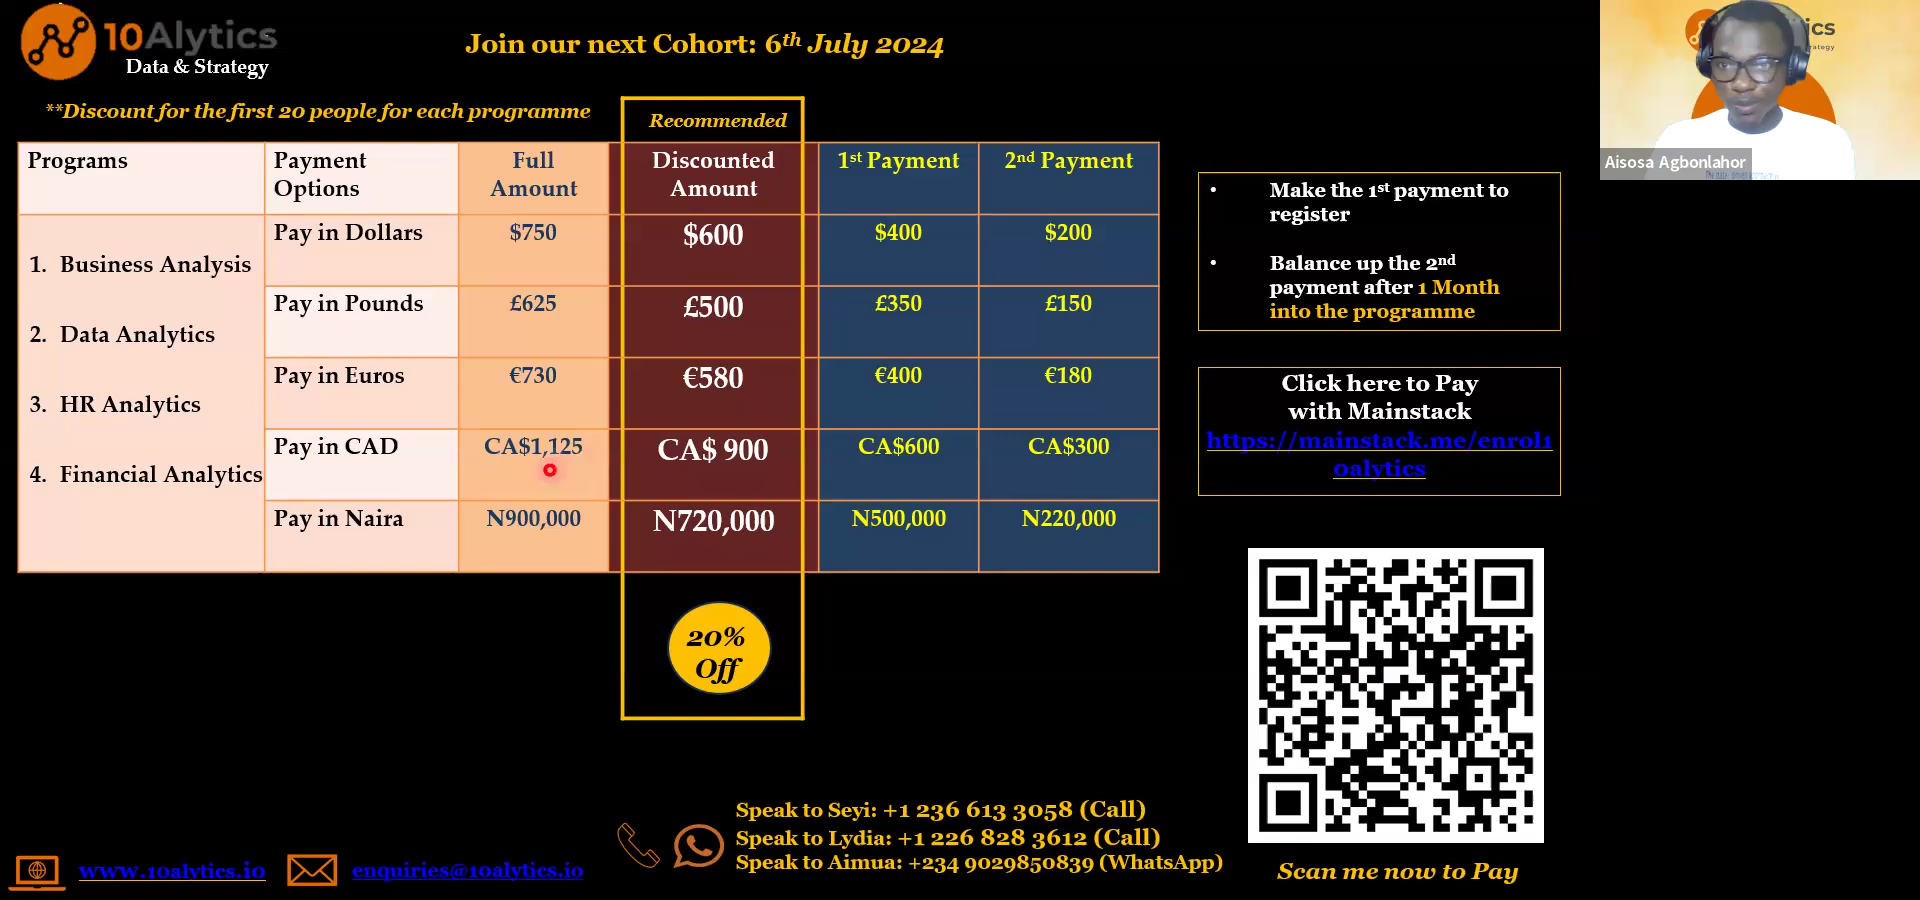 10Alytics
Data & Strategy
Join our next Cohort: 6th July 2024
**Discount for the first 20 people for each programme
Recommended
Programs
Payment
Options
Full
Amount
Discounted
Amount
1st Payment
2nd Payment
1. Business Analysis
2. Data Analytics
3. HR Analytics
4. Financial Analytics
Pay in Dollars $750 $600 $400 $200
Pay in Pounds £625 £500 £350 £150
Pay in Euros €730 €580 €400 €180
Pay in CAD CA$1,125 CA$ 900 CA$600 CA$300
Pay in Naira N900,000 N720,000 N500,000 N220,000
20%
Off
• Make the 1st payment to
register
• Balance up the 2nd
payment after 1 Month
into the programme
Click here to Pay
with Mainstack
https://mainstack.me/enrol1
0alytics
Scan me now to Pay
Speak to Seyi: +1 236 613 3058 (Call)
Speak to Lydia: +1 226 828 3612 (Call)
Speak to Aimua: +234 9029850839 (WhatsApp)
www.10alytics.io
enquiries@10alytics.io
Aisosa Agbonlahor